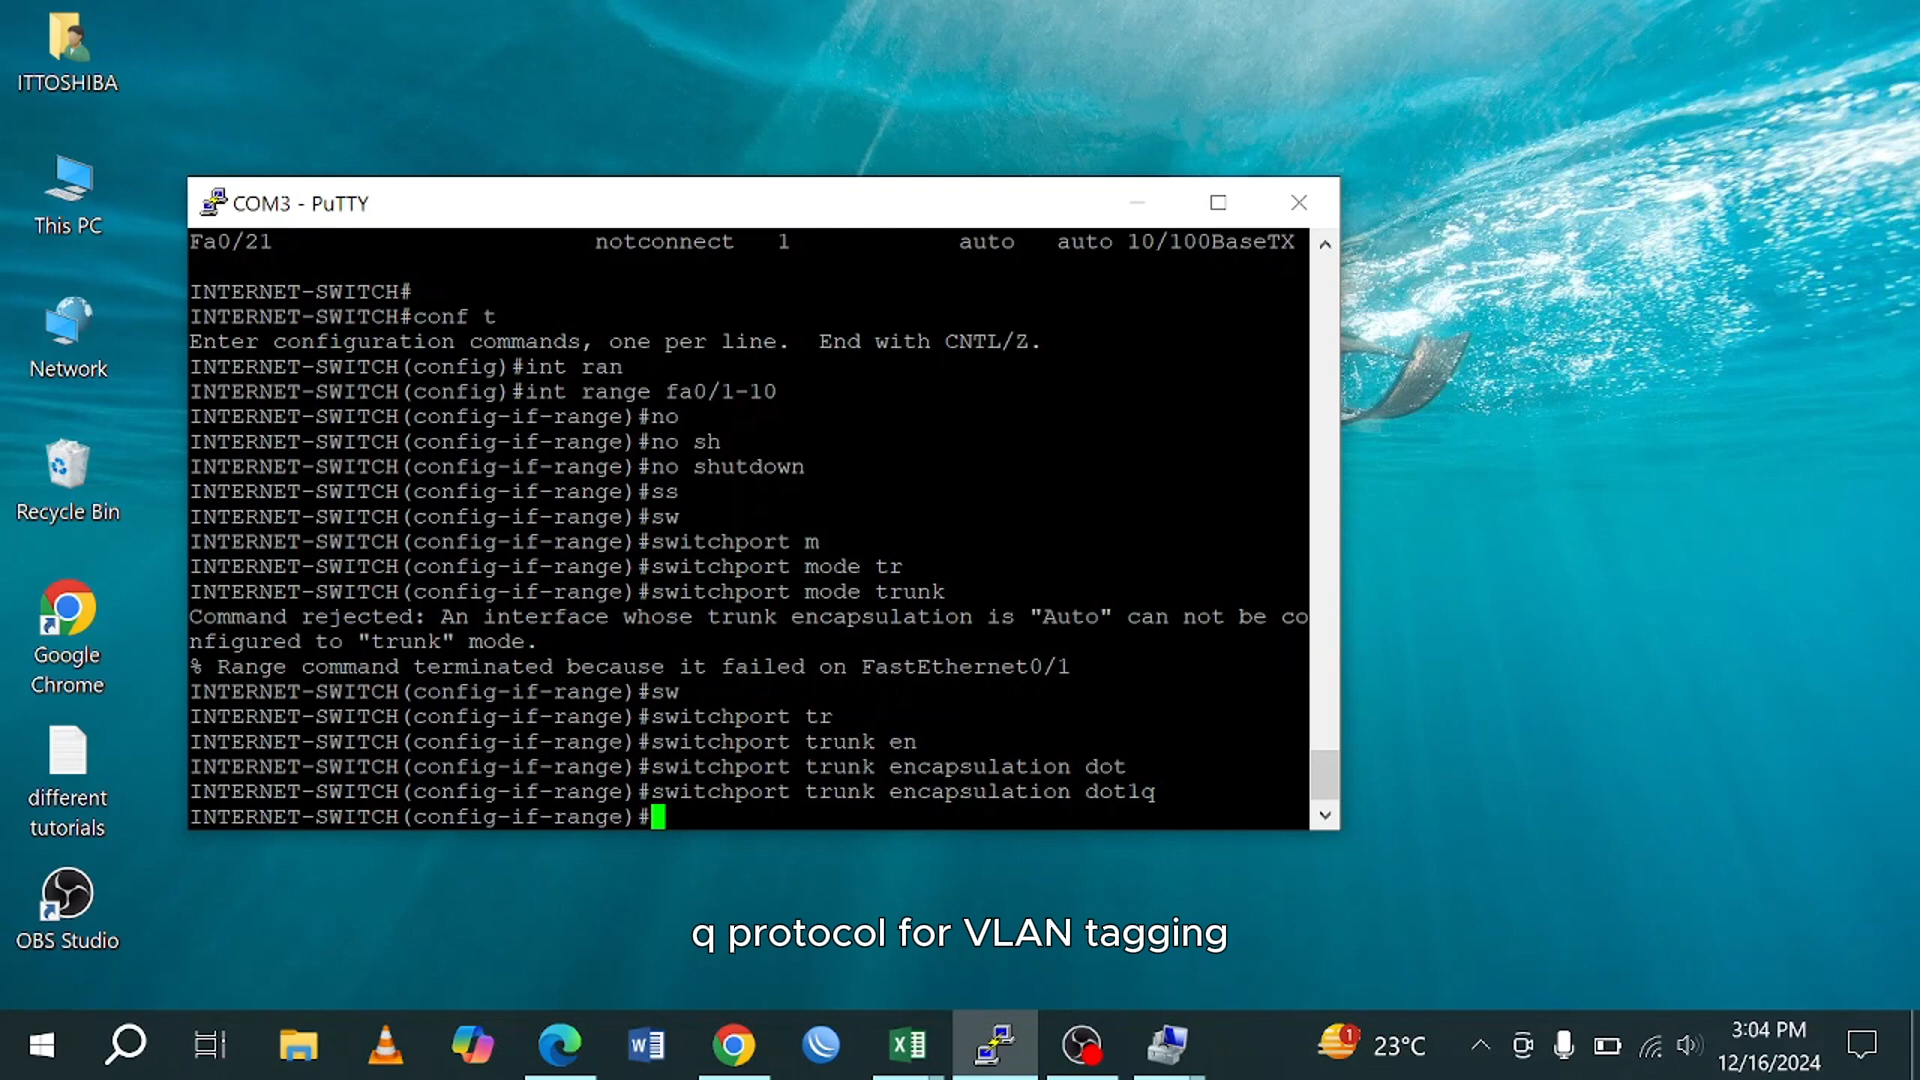 ITTOSHIBA
This PC
Network
Recycle Bin
Google
Chrome
different
tutorials
OBS Studio
COM3 - PuTTY
Fa0/21 notconnect 1 auto auto 10/100BaseTX
INTERNET-SWITCH#
INTERNET-SWITCH#conf t
Enter configuration commands, one per line. End with CNTL/Z.
INTERNET-SWITCH(config)#int ran
INTERNET-SWITCH(config)#int range fa0/1-10
INTERNET-SWITCH(config-if-range)#no
INTERNET-SWITCH(config-if-range)#no sh
INTERNET-SWITCH(config-if-range)#no shutdown
INTERNET-SWITCH(config-if-range)#ss
INTERNET-SWITCH(config-if-range)#sw
INTERNET-SWITCH(config-if-range)#switchport m
INTERNET-SWITCH(config-if-range)#switchport mode tr
INTERNET-SWITCH(config-if-range)#switchport mode trunk
Command rejected: An interface whose trunk encapsulation is "Auto" can not be co
nfigured to "trunk" mode.
% Range command terminated because it failed on FastEthernet0/1
INTERNET-SWITCH(config-if-range)#sw
INTERNET-SWITCH(config-if-range)#switchport tr
INTERNET-SWITCH(config-if-range)#switchport trunk en
INTERNET-SWITCH(config-if-range)#switchport trunk encapsulation dot
INTERNET-SWITCH(config-if-range)#switchport trunk encapsulation dot1q
INTERNET-SWITCH(config-if-range)#
q protocol for VLAN tagging
1
23°C
3:04 PM
12/16/2024